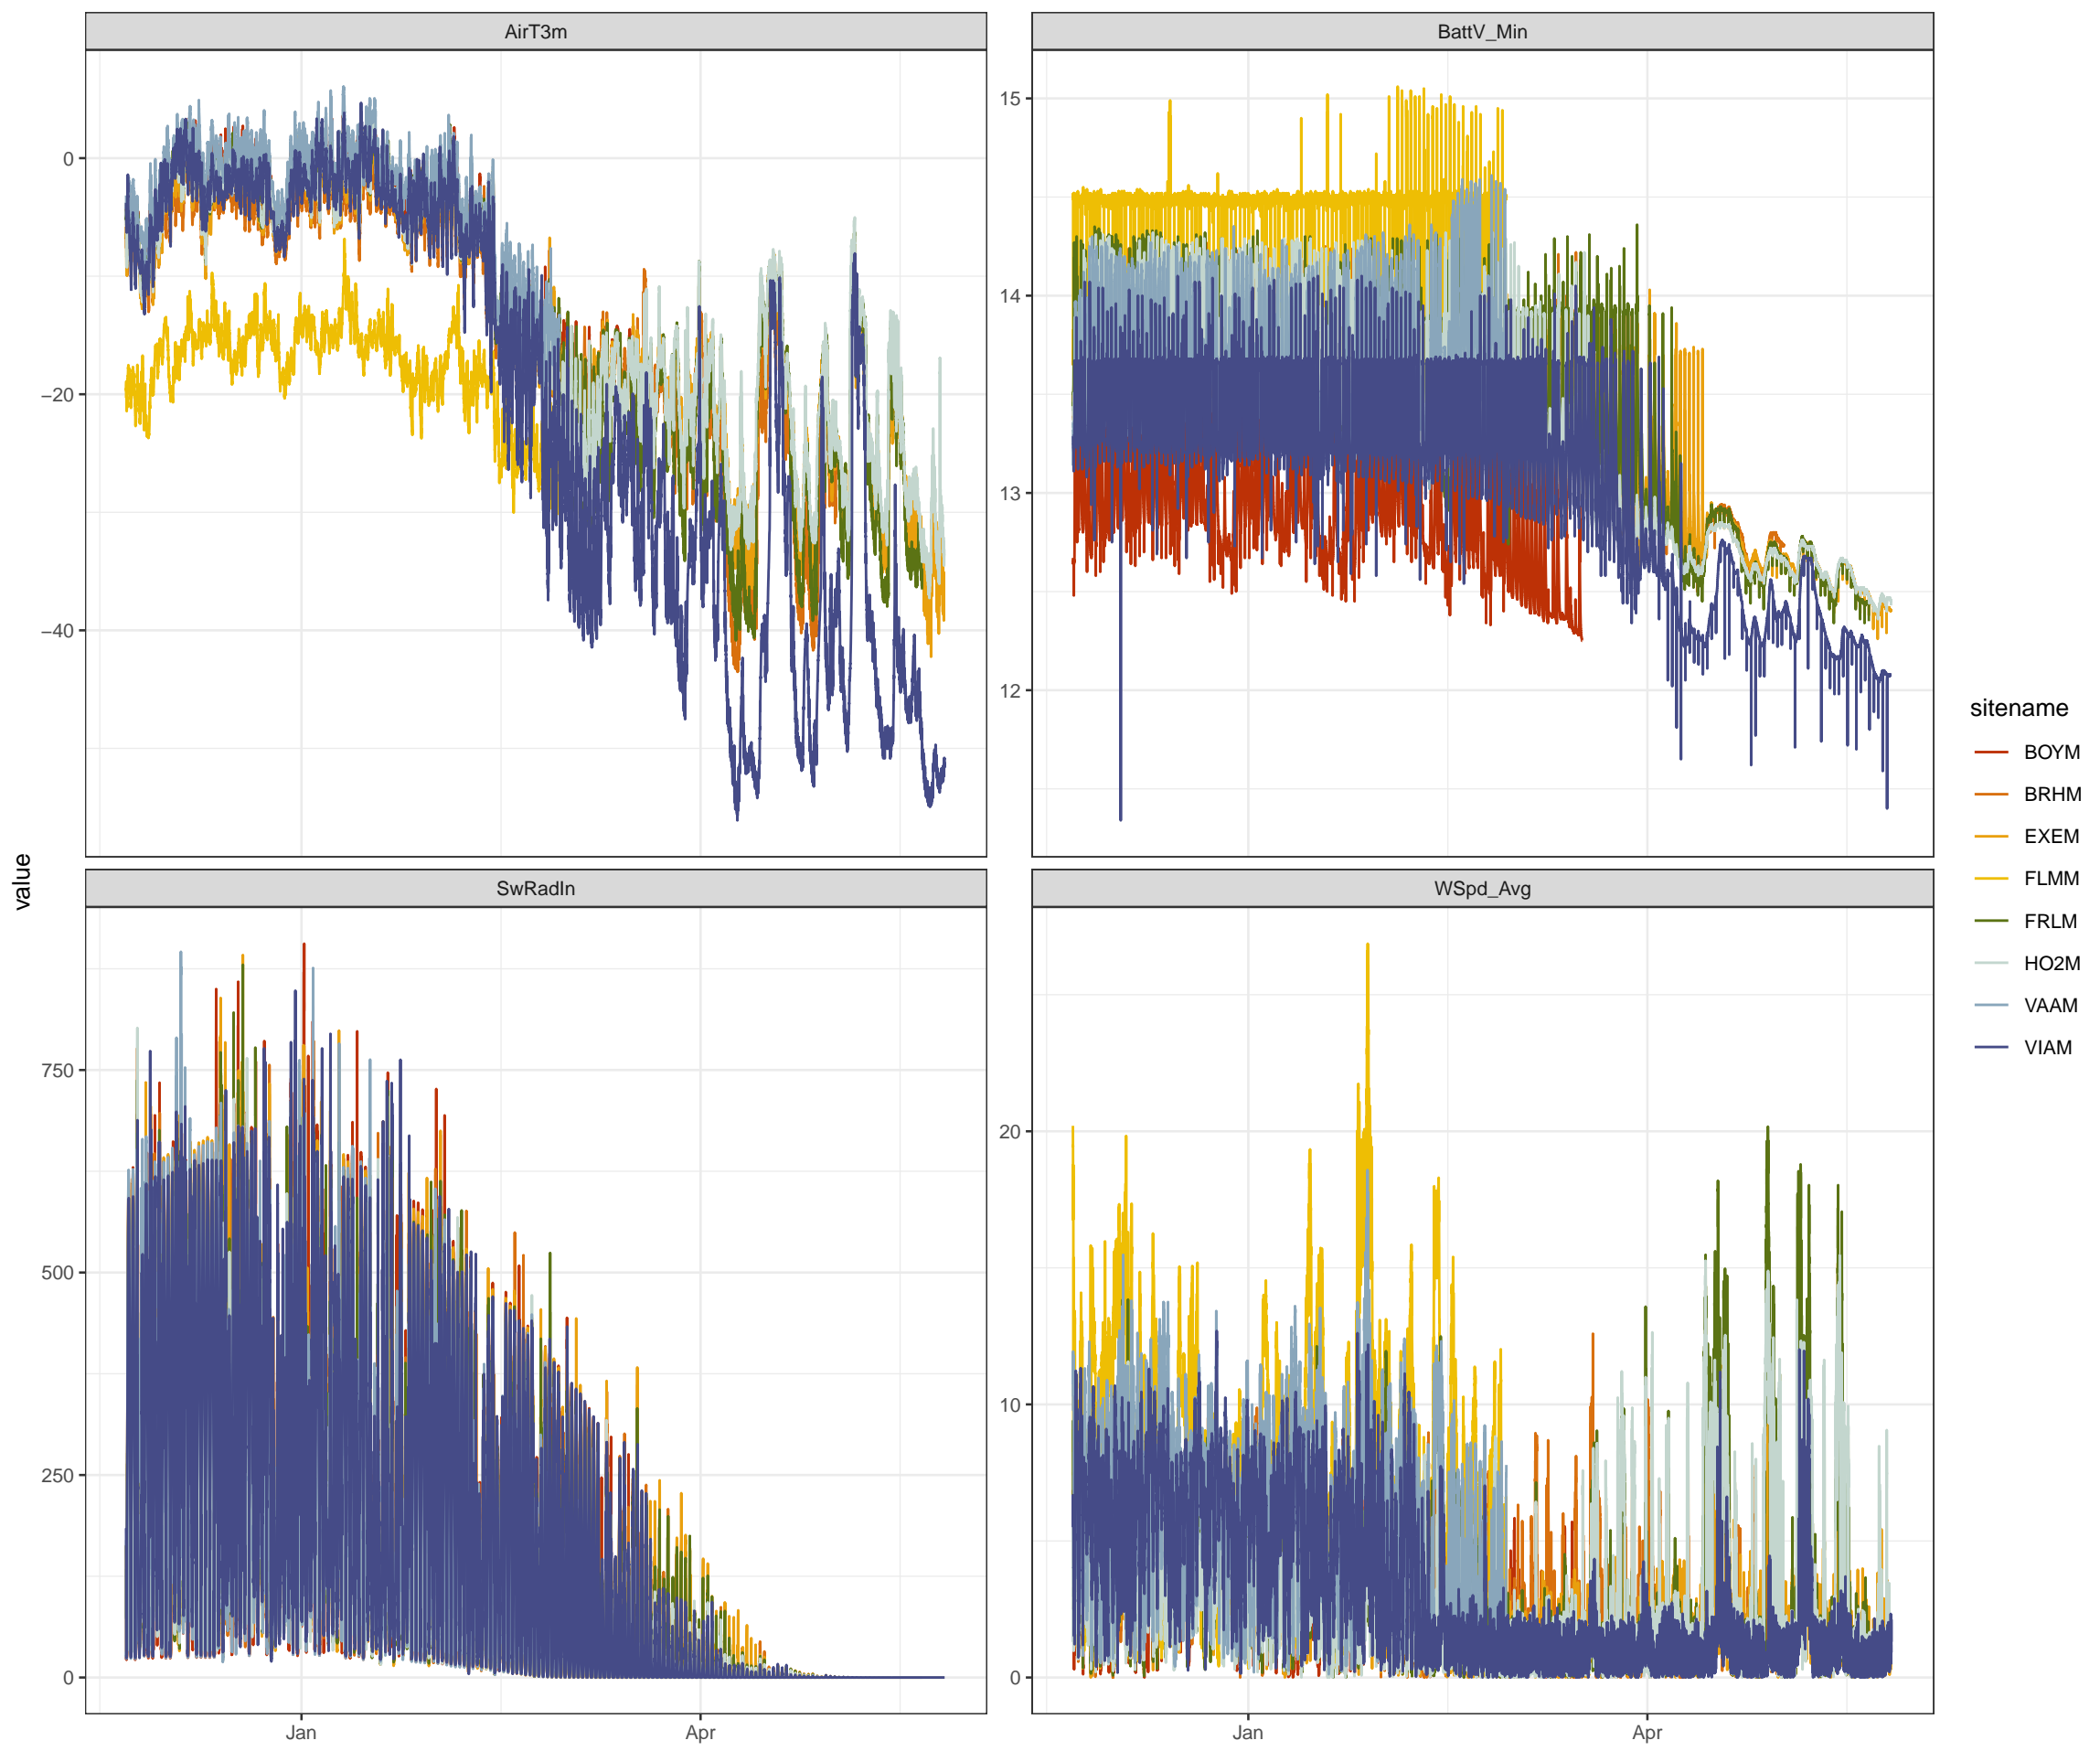 AirT3m
BattV_Min
0
−20
−40
15
14
13
12
SwRadIn
WSpd_Avg
750
500
250
0
20
10
0
Jan
Apr
Jan
Apr
value
sitename
BOYM
BRHM
EXEM
FLMM
FRLM
HO2M
VAAM
VIAM